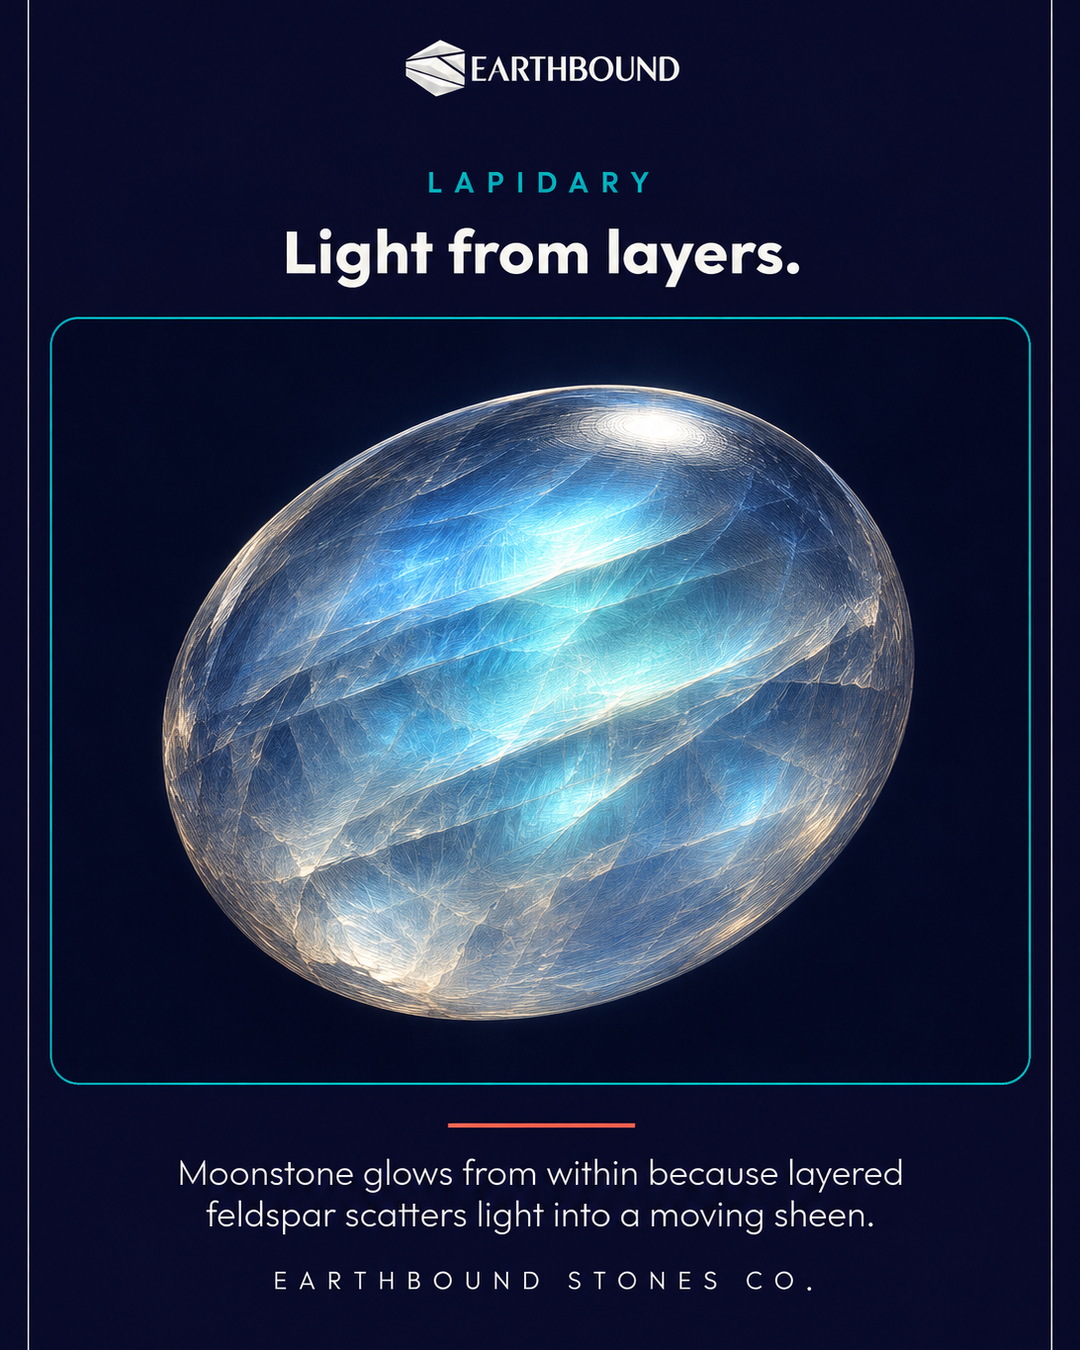 EARTHBOUND
LAPIDARY
Light from layers.
Moonstone glows from within because layered
feldspar scatters light into a moving sheen.
EARTHBOUND STONES CO.